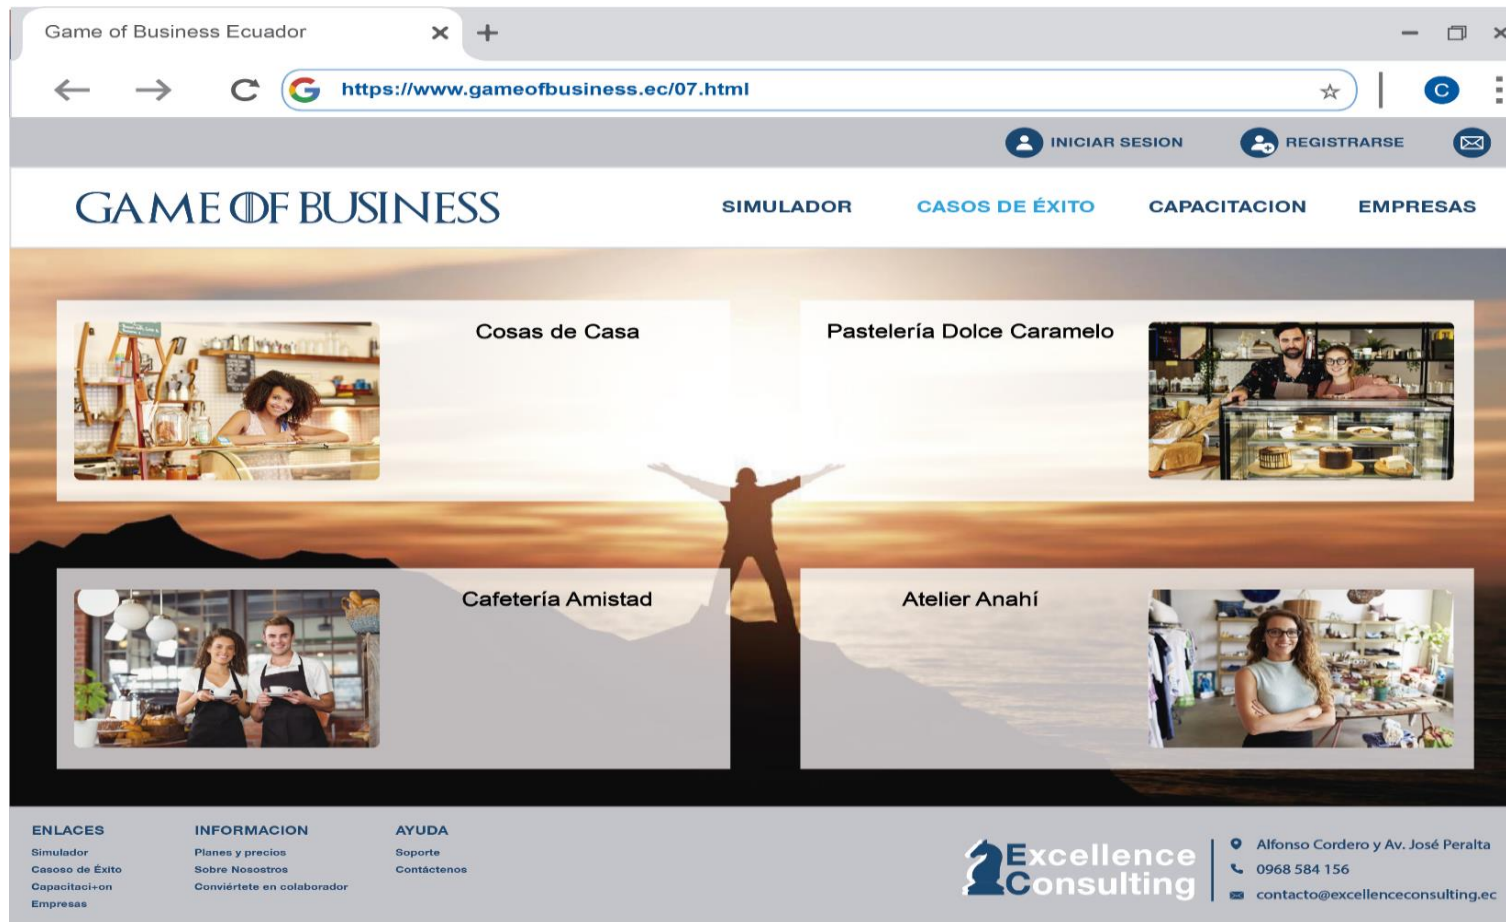 Game of Business Ecuador
https://www.gameofbusiness.ec/07.html
C
INICIAR SESION
REGISTRARSE
GAME OF BUSINESS
SIMULADOR
CASOS DE ÉXITO
CAPACITACION
EMPRESAS
Cosas de Casa
Pastelería Dolce Caramelo
Cafetería Amistad
Atelier Anahí
ENLACES
Simulador
Casoso de Éxito
Capacitaci+on
Empresas
INFORMACION
Planes y precios
Sobre Nosostros
Conviértete en colaborador
AYUDA
Soporte
Contáctenos
Excellence
Consulting
Alfonso Cordero y Av. José Peralta
0968 584 156
contacto@excellenceconsulting.ec